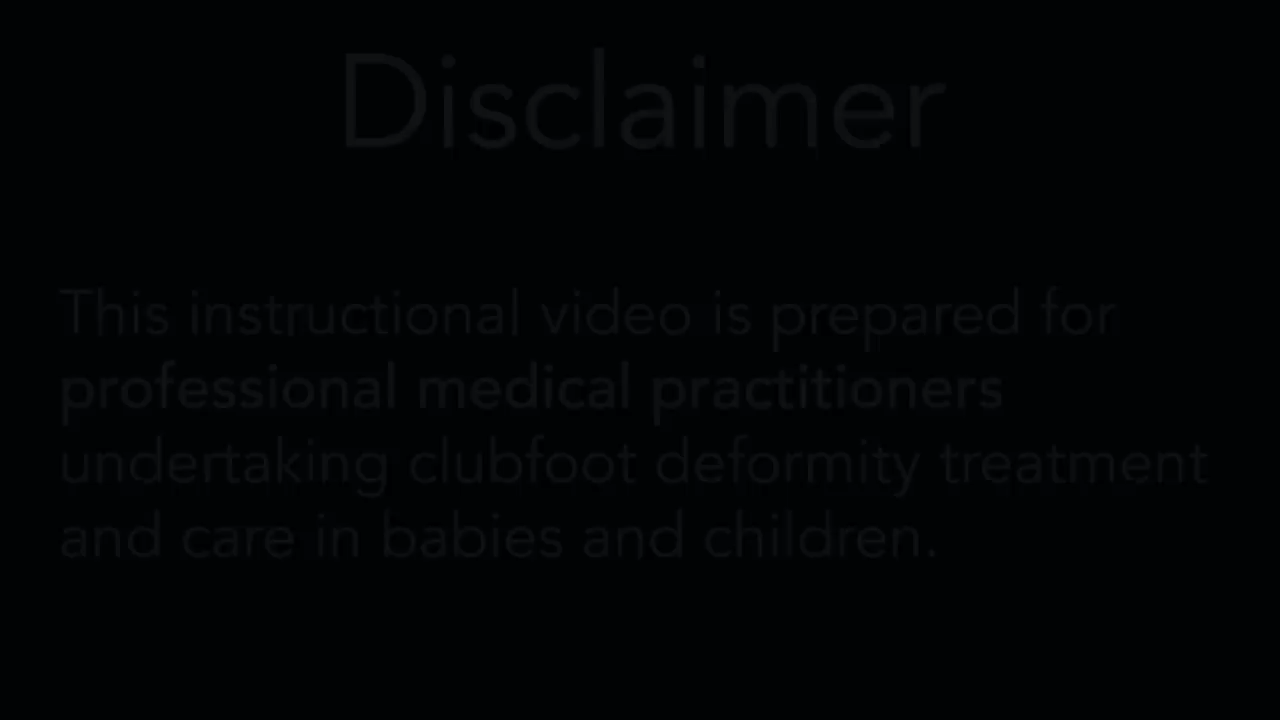 Disclaimer
This instructional video is prepared for
professional medical practitioners
undertaking clubfoot deformity treatment
and care in babies and children.